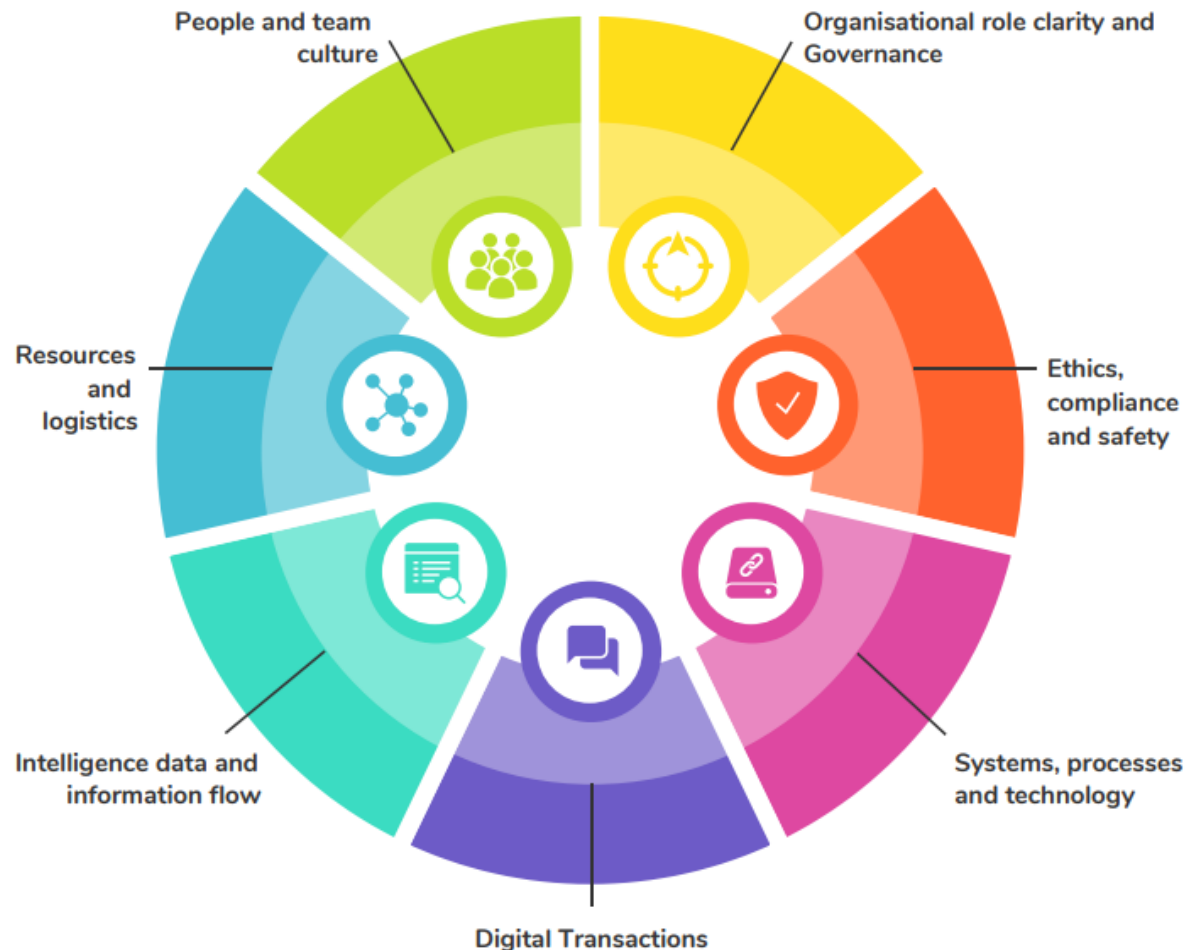 People and team
culture
Organisational role clarity and
Governance
Resources
and
logistics
Ethics,
compliance
and safety
Intelligence data and
information flow
Systems, processes
and technology
Digital Transactions